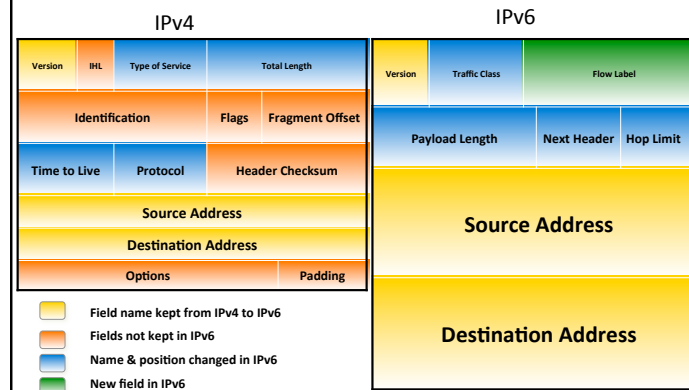 IPv4
Version IHL Type of Service Total Length
Identification Flags Fragment Offset
Time to Live Protocol Header Checksum
Source Address
Destination Address
Options Padding
Field name kept from IPv4 to IPv6
Fields not kept in IPv6
Name & position changed in IPv6
New field in IPv6
IPv6
Version Traffic Class Flow Label
Payload Length Next Header Hop Limit
Source Address
Destination Address